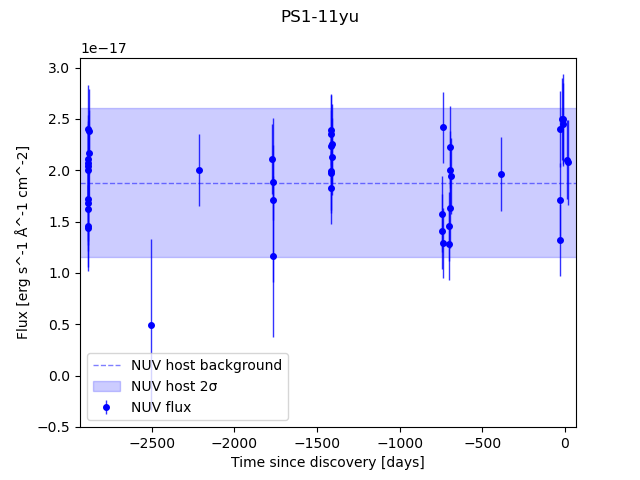 PS1-11yu
1e−17
3.0
2.5
2.0
1.5
1.0
0.5
0.0
−0.5
Flux [erg s^-1 Å^-1 cm^-2]
NUV host background
NUV host 2σ
NUV flux
−2500 −2000 −1500 −1000 −500 0
Time since discovery [days]